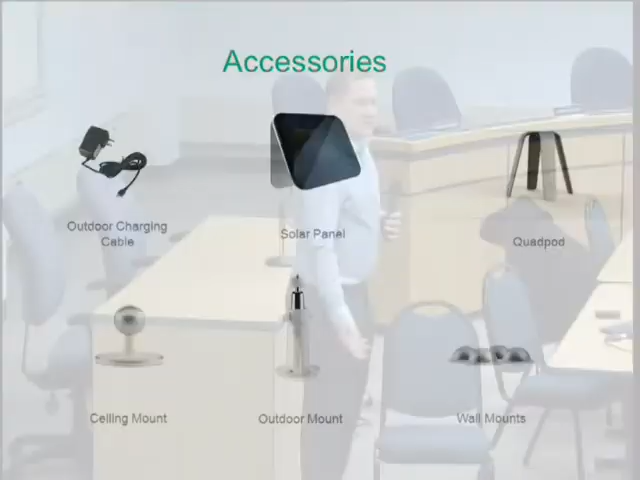 Accessories
Outdoor Charging
Cable
Solar Panel
Quadpod
Ceiling Mount
Outdoor Mount
Wall Mounts